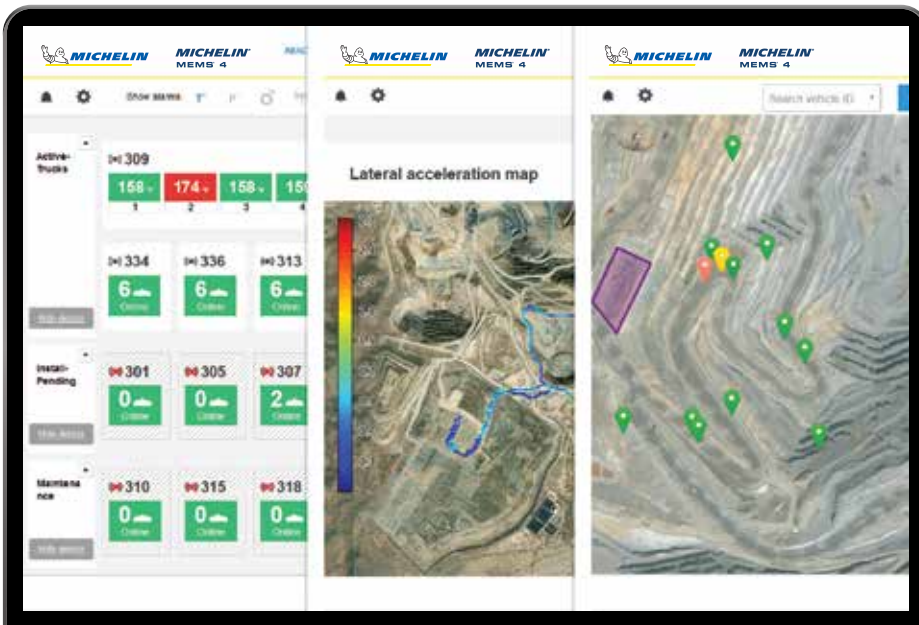 MICHELIN
MICHELIN
MEMS 4
MICHELIN
MICHELIN
MEMS 4
MICHELIN
MICHELIN
MEMS 4
Show alarms
Search vehicle ID
Active-
Trucks
309
158 174 158 150
1 2 3 4
334 336 313
6 6 6
Online Online Online
Install-
Pending
301 305 307
0 0 2
Online Online Online
Maintena
nce
310 315 318
0 0 0
Online Online Online
Lateral acceleration map